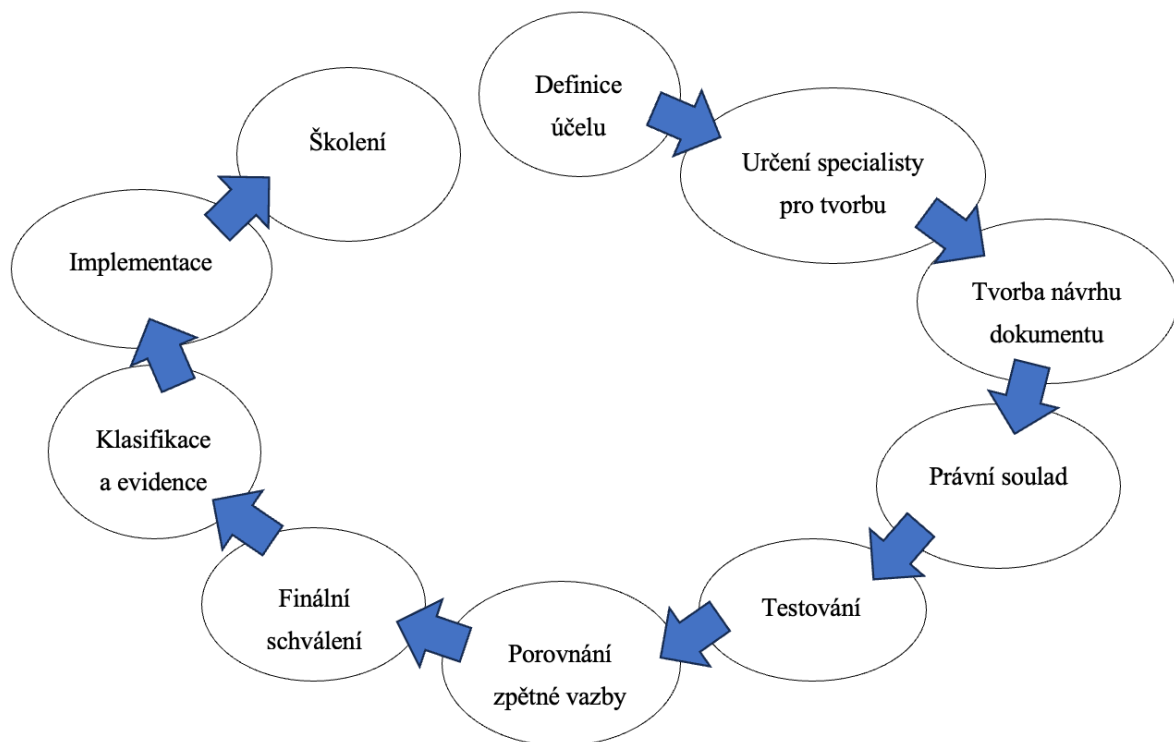 Definice
účelu
Určení specialisty
pro tvorbu
Tvorba návrhu
dokumentu
Právní soulad
Testování
Porovnání
zpětné vazby
Finální
schválení
Klasifikace
a evidence
Implementace
Školení